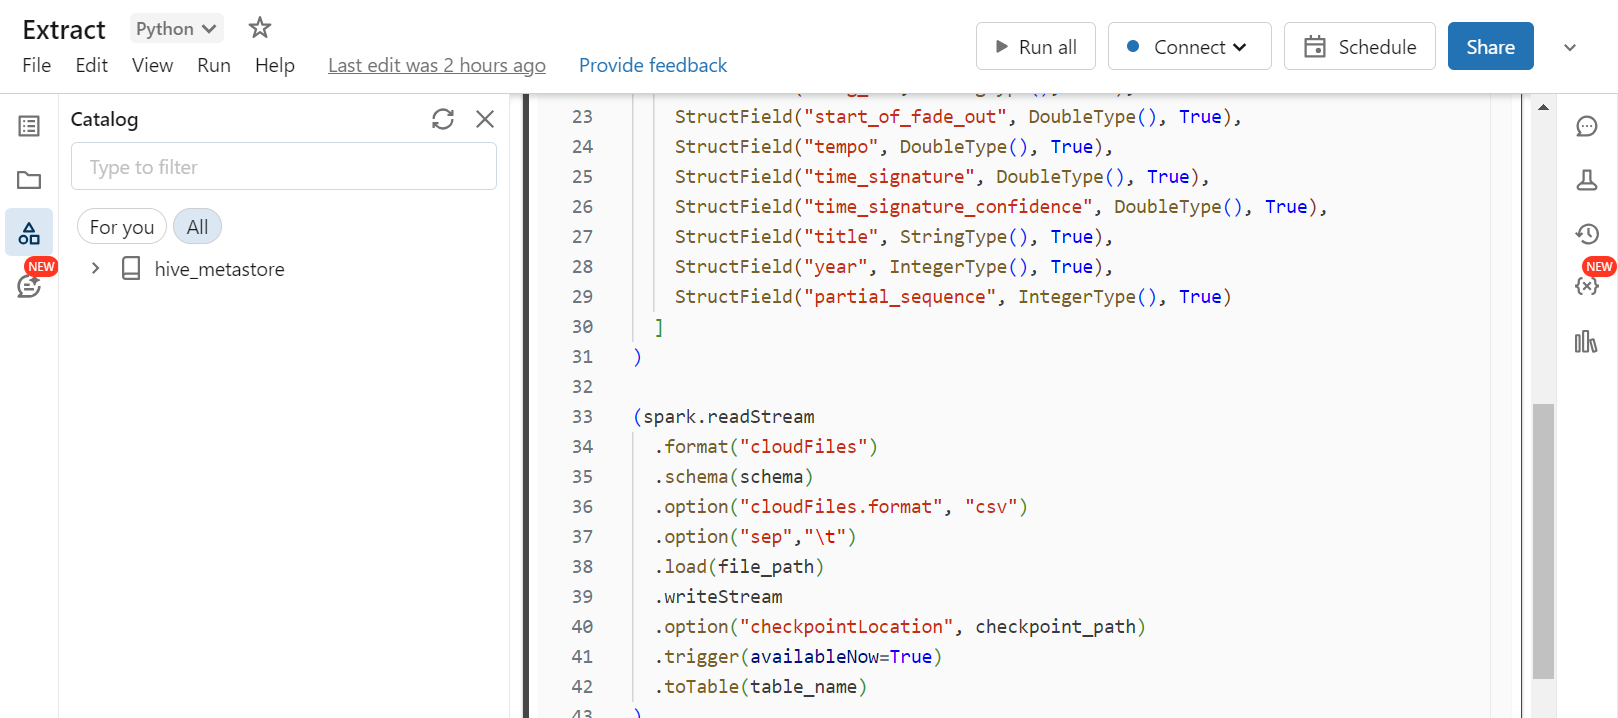 Extract Python
File Edit View Run Help Last edit was 2 hours ago Provide feedback
Run all Connect Schedule Share
Catalog
Type to filter
For you All
hive_metastore
NEW
23 StructField("start_of_fade_out", DoubleType(), True),
24 StructField("tempo", DoubleType(), True),
25 StructField("time_signature", DoubleType(), True),
26 StructField("time_signature_confidence", DoubleType(), True),
27 StructField("title", StringType(), True),
28 StructField("year", IntegerType(), True),
29 StructField("partial_sequence", IntegerType(), True)
30 ]
31 )
32
33 (spark.readStream
34 .format("cloudFiles")
35 .schema(schema)
36 .option("cloudFiles.format", "csv")
37 .option("sep","\t")
38 .load(file_path)
39 .writeStream
40 .option("checkpointLocation", checkpoint_path)
41 .trigger(availableNow=True)
42 .toTable(table_name)
43 )
NEW